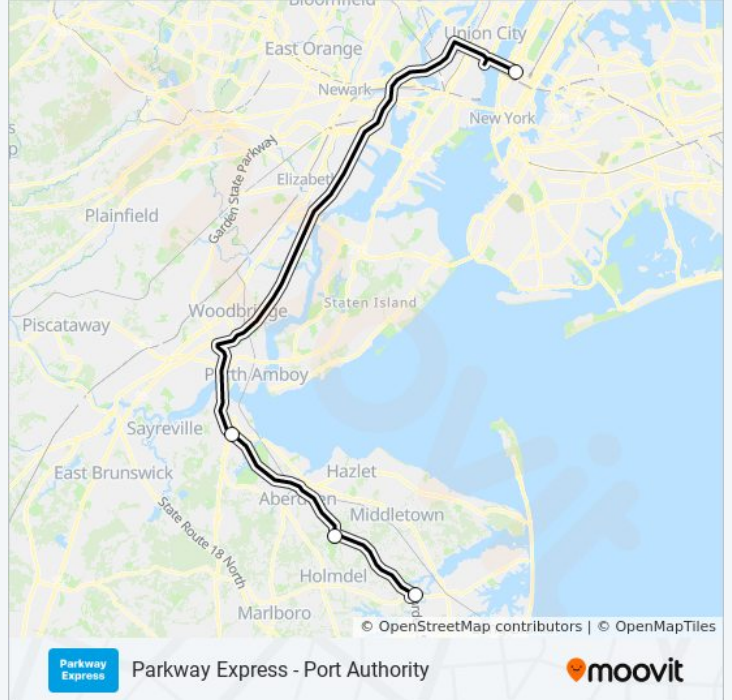 Bloomfield
Union City
East Orange
Newark
New York
Garden State Parkway
Elizabeth
Plainfield
Woodbridge
Staten Island
Piscataway
Perth Amboy
Sayreville
Hazlet
East Brunswick
Aberdeen
State Route 18 North
Middletown
Holmdel
Marlboro
© OpenStreetMap contributors | © OpenMapTiles
Parkway
Express
Parkway Express - Port Authority
moovit